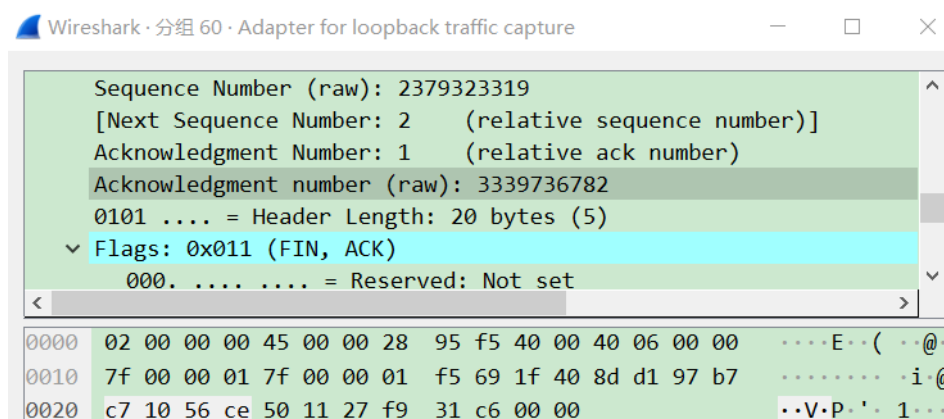 Wireshark · 分组 60 · Adapter for loopback traffic capture
Sequence Number (raw): 2379323319
[Next Sequence Number: 2    (relative sequence number)]
Acknowledgment Number: 1    (relative ack number)
Acknowledgment number (raw): 3339736782
0101 .... = Header Length: 20 bytes (5)
Flags: 0x011 (FIN, ACK)
000. .... .... = Reserved: Not set
0000  02 00 00 00 45 00 00 28  95 f5 40 00 40 06 00 00  ····E··( ··@·
0010  7f 00 00 01 7f 00 00 01  f5 69 1f 40 8d d1 97 b7  ········ ·i·@
0020  c7 10 56 ce 50 11 27 f9  31 c6 00 00  ··V·P·'· 1···